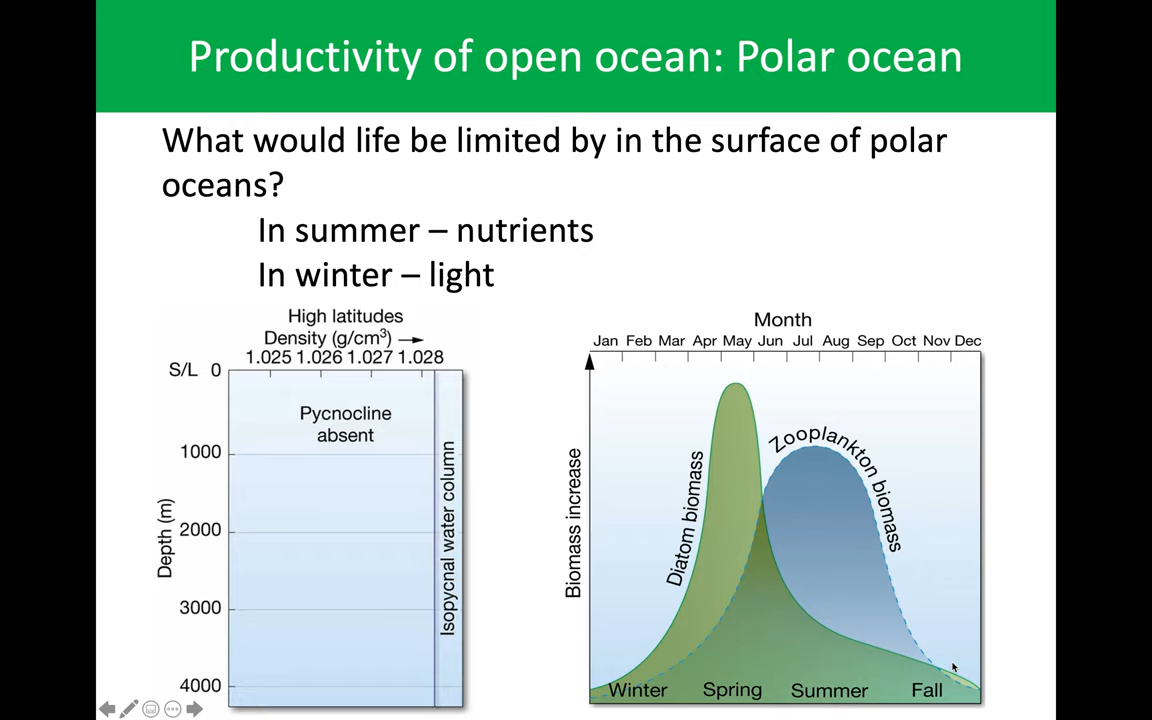 Productivity of open ocean: Polar ocean
What would life be limited by in the surface of polar
oceans?
In summer – nutrients
In winter – light
High latitudes
Density (g/cm³) →
1.025 1.026 1.027 1.028
S/L 0
Pycnocline
absent
1000
2000
3000
4000
Depth (m)
Isopycnal water column
Month
Jan Feb Mar Apr May Jun Jul Aug Sep Oct Nov Dec
Biomass increase
Diatom biomass
Zooplankton biomass
Winter Spring Summer Fall